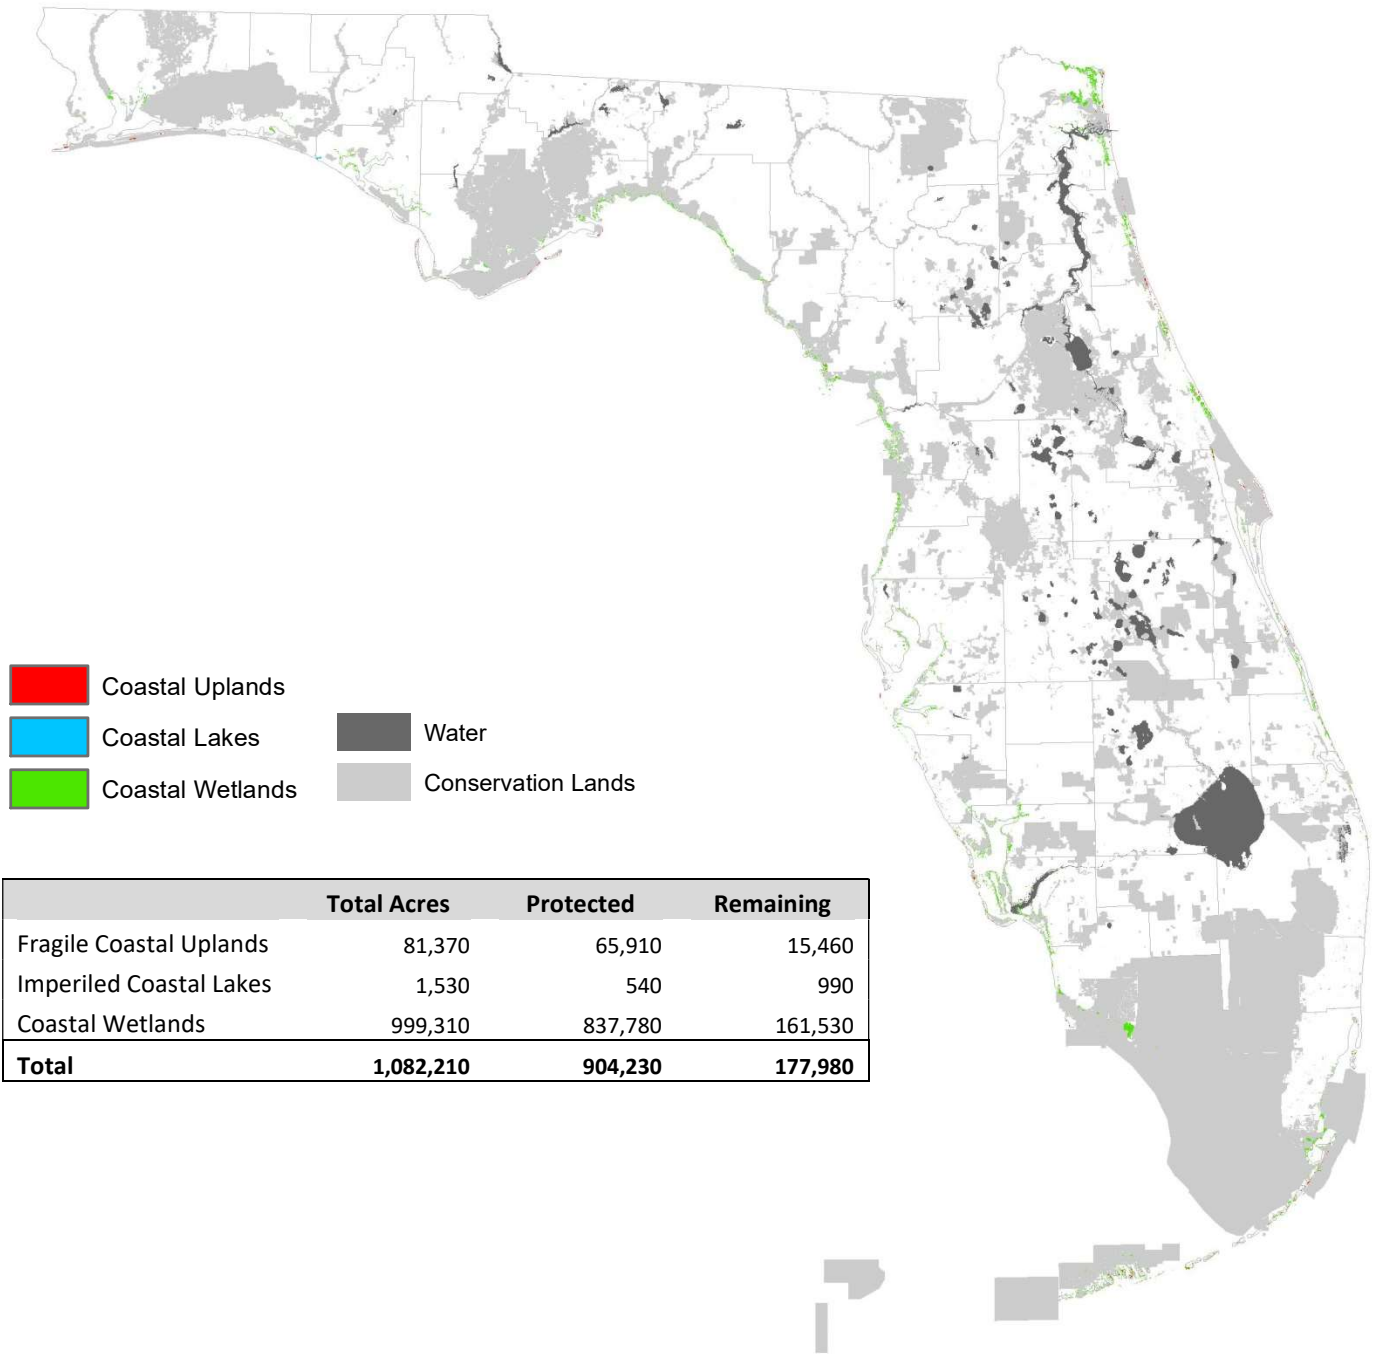 Coastal Uplands
Coastal Lakes
Coastal Wetlands
Water
Conservation Lands
Total Acres Protected Remaining
Fragile Coastal Uplands 81,370 65,910 15,460
Imperiled Coastal Lakes 1,530 540 990
Coastal Wetlands 999,310 837,780 161,530
Total 1,082,210 904,230 177,980